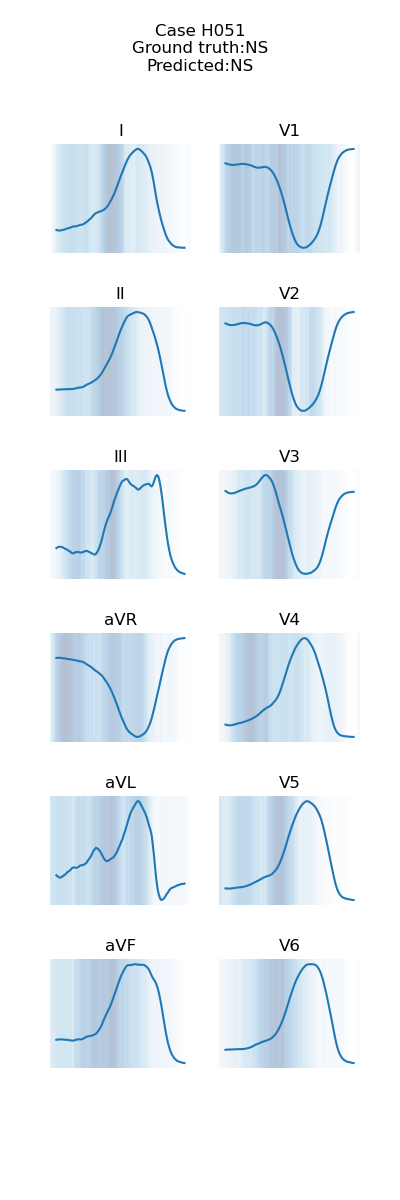 Case H051
Ground truth:NS
Predicted:NS
I
V1
II
V2
III
V3
aVR
V4
aVL
V5
aVF
V6